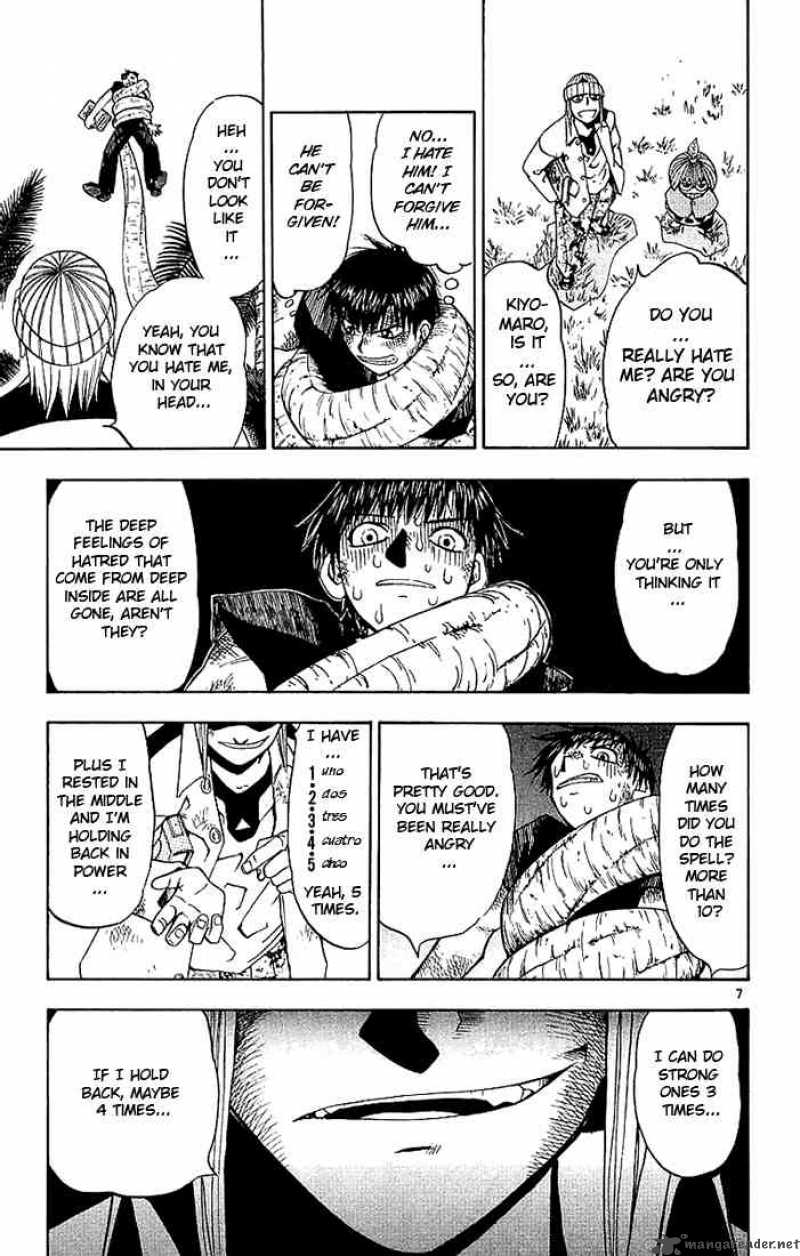 DO YOU
...
REALLY HATE
ME? ARE YOU
ANGRY?
KIYO-
MARO,
IS IT
...
SO, ARE
YOU?
NO...
I HATE
HIM! I
CAN'T
FORGIVE
HIM...
HE
CAN'T
BE
FOR-
GIVEN!
HEH
...
YOU
DON'T
LOOK
LIKE
IT
...
YEAH, YOU
KNOW THAT
YOU HATE ME,
IN YOUR
HEAD...
BUT
...
YOU'RE ONLY
THINKING IT
...
THE DEEP
FEELINGS OF
HATRED THAT
COME FROM DEEP
INSIDE ARE ALL
GONE, AREN'T
THEY?
HOW
MANY
TIMES
DID YOU
DO THE
SPELL?
MORE
THAN
10?
THAT'S
PRETTY GOOD.
YOU MUST'VE
BEEN REALLY
ANGRY
...
I HAVE
...
1 uno
2 dos
3 tres
4 cuatro
5 cinco
YEAH, 5
TIMES.
PLUS I
RESTED IN
THE MIDDLE
AND I'M
HOLDING
BACK IN
POWER
...
7
I CAN DO
STRONG
ONES 3
TIMES...
IF I HOLD
BACK, MAYBE
4 TIMES...
mangareader.net